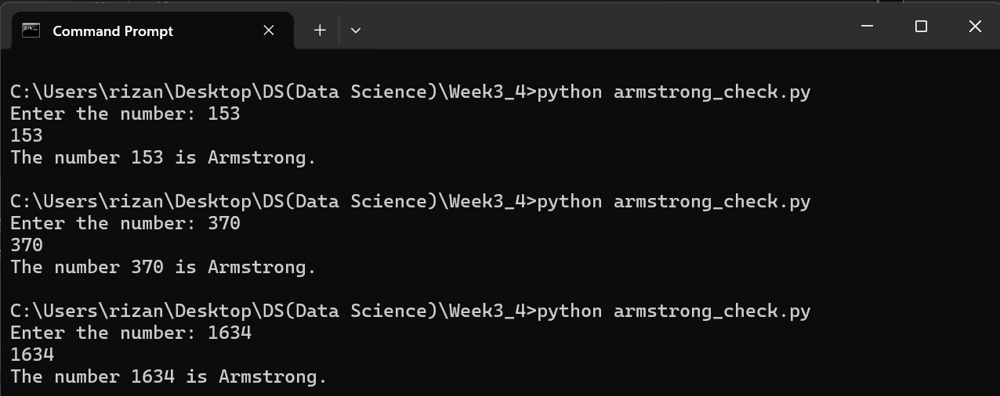 Command Prompt
C:\Users\rizan\Desktop\DS(Data Science)\Week3_4>python armstrong_check.py
Enter the number: 153
153
The number 153 is Armstrong.
C:\Users\rizan\Desktop\DS(Data Science)\Week3_4>python armstrong_check.py
Enter the number: 370
370
The number 370 is Armstrong.
C:\Users\rizan\Desktop\DS(Data Science)\Week3_4>python armstrong_check.py
Enter the number: 1634
1634
The number 1634 is Armstrong.